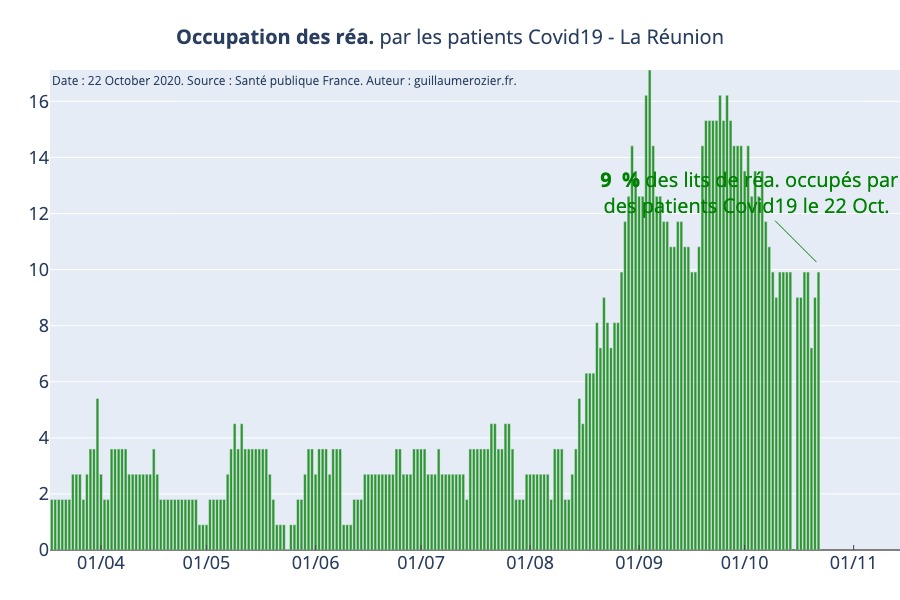 Occupation des réa. par les patients Covid19 - La Réunion
Date : 22 October 2020. Source : Santé publique France. Auteur : guillaumerozier.fr.
16
14
9 % des lits de réa. occupés par
des patients Covid19 le 22 Oct.
12
10
8
6
4
2
0
01/04 01/05 01/06 01/07 01/08 01/09 01/10 01/11